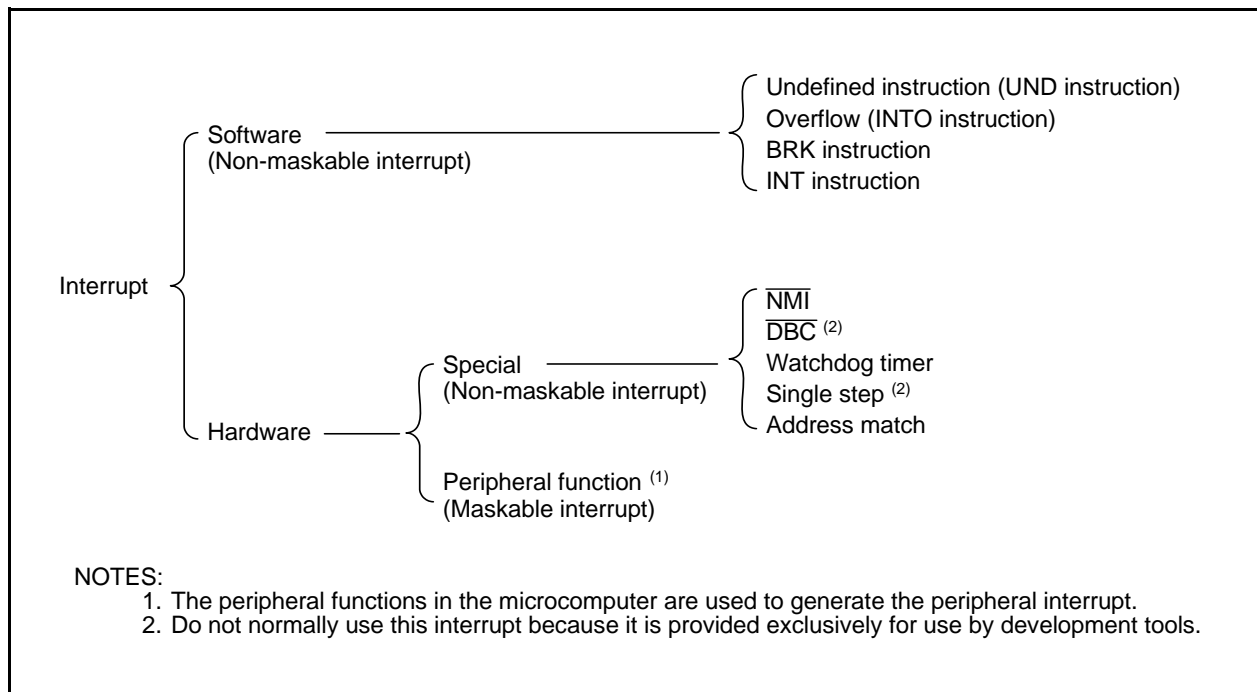 Undefined instruction (UND instruction)
Overflow (INTO instruction)
BRK instruction
INT instruction
Software
(Non-maskable interrupt)
Interrupt
NMI
DBC (2)
Watchdog timer
Single step (2)
Address match
Special
(Non-maskable interrupt)
Hardware
Peripheral function (1)
(Maskable interrupt)
NOTES:
1. The peripheral functions in the microcomputer are used to generate the peripheral interrupt.
2. Do not normally use this interrupt because it is provided exclusively for use by development tools.